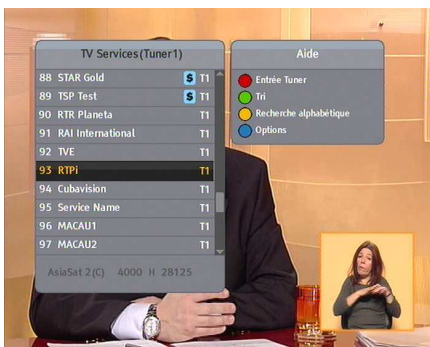 TV Services(Tuner1)
88 STAR Gold $ T1
89 TSP Test $ T1
90 RTR Planeta T1
91 RAI International T1
92 TVE T1
93 RTPi T1
94 Cubavision T1
95 Service Name T1
96 MACAU1 T1
97 MACAU2 T1
AsiaSat 2(C) 4000 H 28125
Aide
Entrée Tuner
Tri
Recherche alphabétique
Options